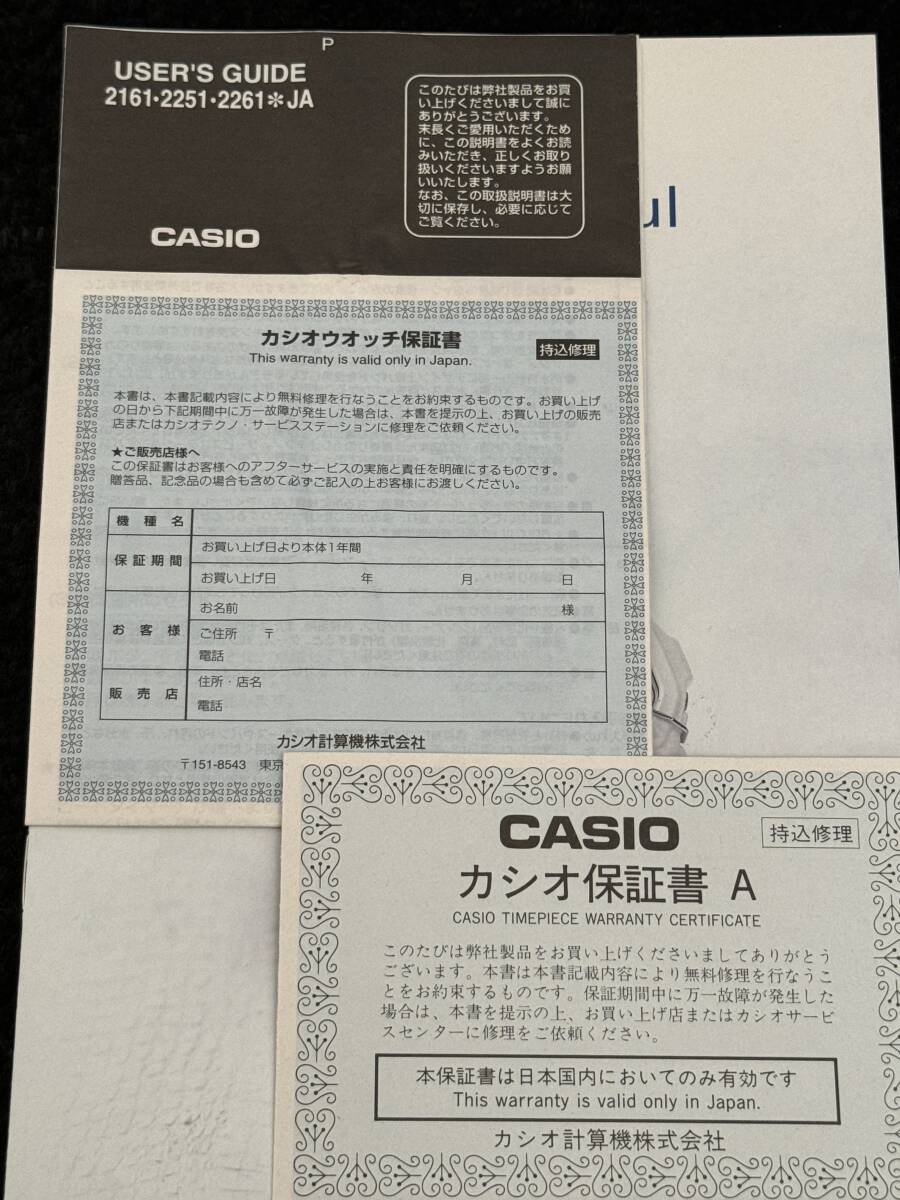 P
USER'S GUIDE
2161・2251・2261＊JA
このたびは弊社製品をお買
い上げくださいまして誠に
ありがとうございます。
末長くご愛用いただくため
に、この説明書をよくお読
みいただき、正しくお取り
扱いくださいますようお願
いいたします。
なお、この取扱説明書は大
切に保存し、必要に応じて
ご覧ください。
CASIO
ul
カシオウオッチ保証書
This warranty is valid only in Japan.
持込修理
本書は、本書記載内容により無料修理を行なうことをお約束するものです。お買い上げ
の日から下記期間中に万一故障が発生した場合は、本書を提示の上、お買い上げの販売
店またはカシオテクノ・サービスステーションに修理をご依頼ください。
★ご販売店様へ
この保証書はお客様へのアフターサービスの実施と責任を明確にするものです。
贈答品、記念品の場合も含めて必ずご記入の上お客様にお渡しください。
機種名
保証期間
お買い上げ日より本体1年間
お買い上げ日 年 月 日
お客様
お名前 様
ご住所 〒
電話
販売店
住所・店名
電話
カシオ計算機株式会社
〒151-8543 東京
CASIO
持込修理
カシオ保証書 A
CASIO TIMEPIECE WARRANTY CERTIFICATE
このたびは弊社製品をお買い上げくださいましてありがとう
ございます。本書は本書記載内容により無料修理を行なうこ
とをお約束するものです。保証期間中に万一故障が発生した
場合は、本書を提示の上、お買い上げ店またはカシオサービ
スセンターに修理をご依頼ください。
本保証書は日本国内においてのみ有効です
This warranty is valid only in Japan.
カシオ計算機株式会社